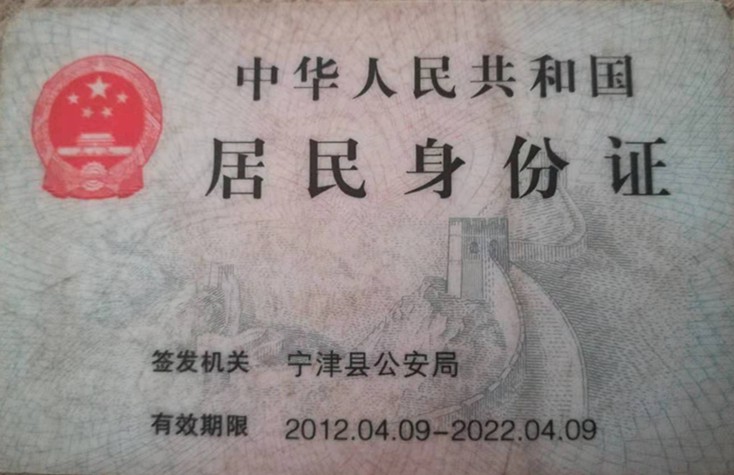 中华人民共和国
居民身份证
签发机关 宁津县公安局
有效期限 2012.04.09-2022.04.09